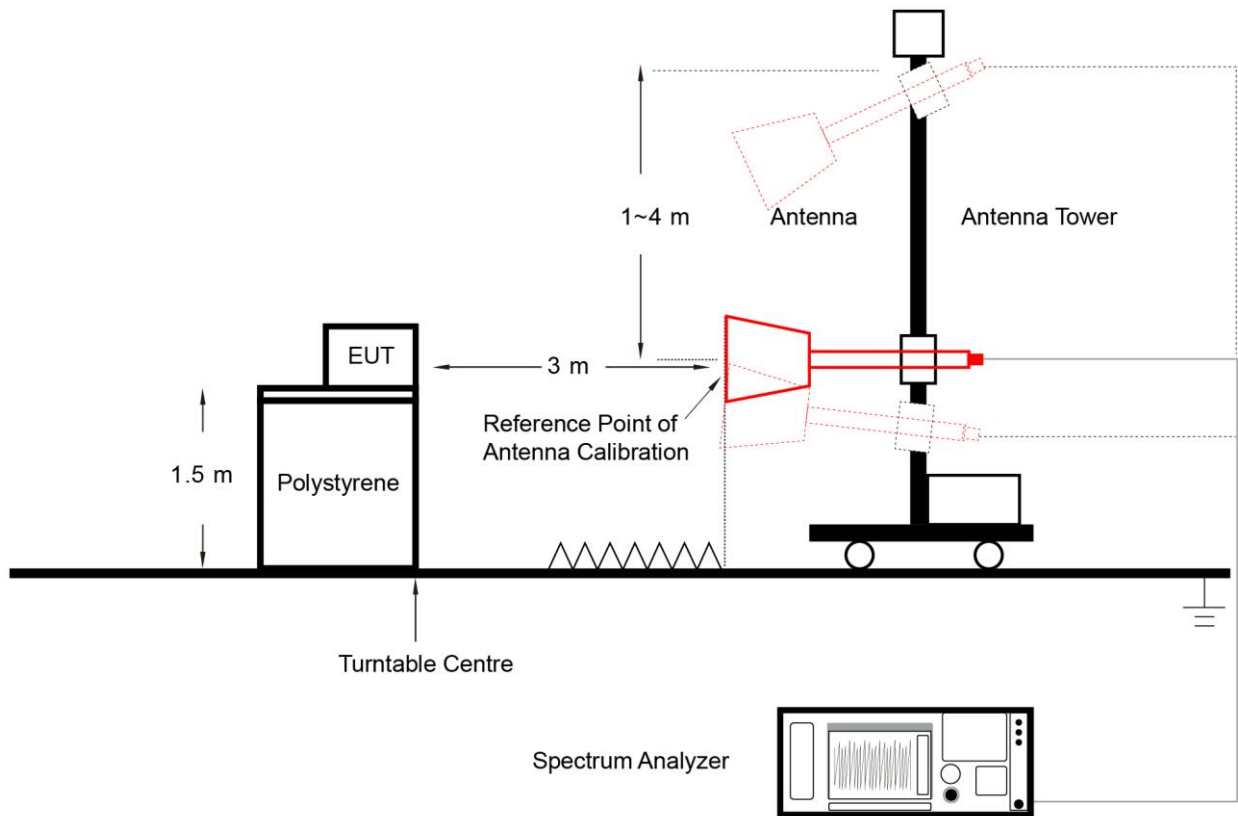 1~4 m
Antenna
Antenna Tower
EUT
3 m
Reference Point of
Antenna Calibration
1.5 m
Polystyrene
Turntable Centre
Spectrum Analyzer